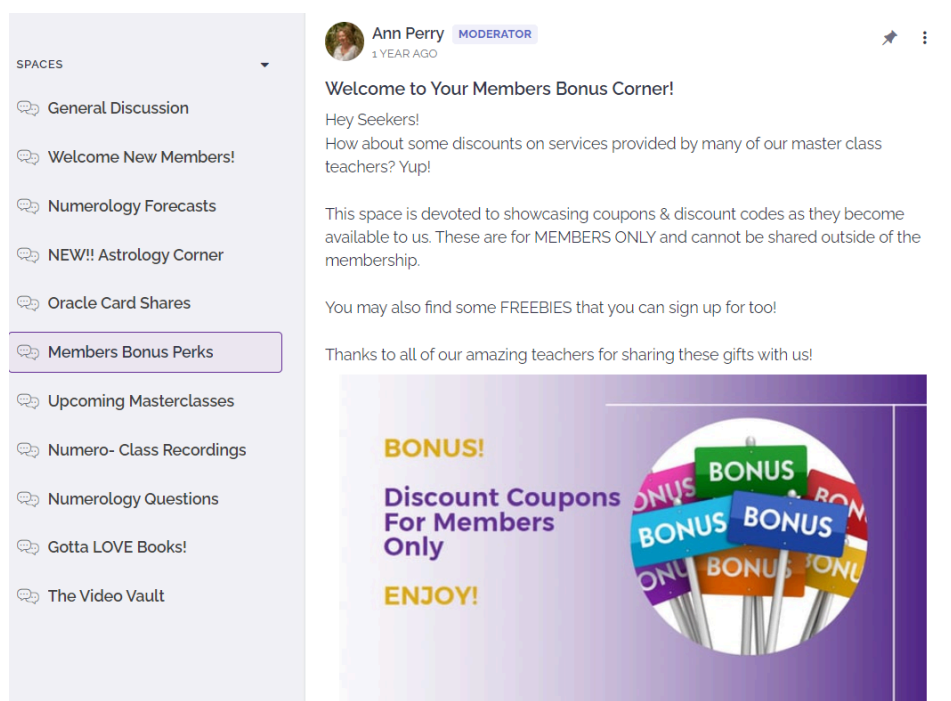 SPACES
General Discussion
Welcome New Members!
Numerology Forecasts
NEW!! Astrology Corner
Oracle Card Shares
Members Bonus Perks
Upcoming Masterclasses
Numero- Class Recordings
Numerology Questions
Gotta LOVE Books!
The Video Vault
Ann Perry MODERATOR
1 YEAR AGO
Welcome to Your Members Bonus Corner!
Hey Seekers!
How about some discounts on services provided by many of our master class
teachers? Yup!
This space is devoted to showcasing coupons & discount codes as they become
available to us. These are for MEMBERS ONLY and cannot be shared outside of the
membership.
You may also find some FREEBIES that you can sign up for too!
Thanks to all of our amazing teachers for sharing these gifts with us!
BONUS!
Discount Coupons
For Members
Only
ENJOY!
BONUS
ONUS
BON
BONUS
BONUS
ONU
BONUS
BONU